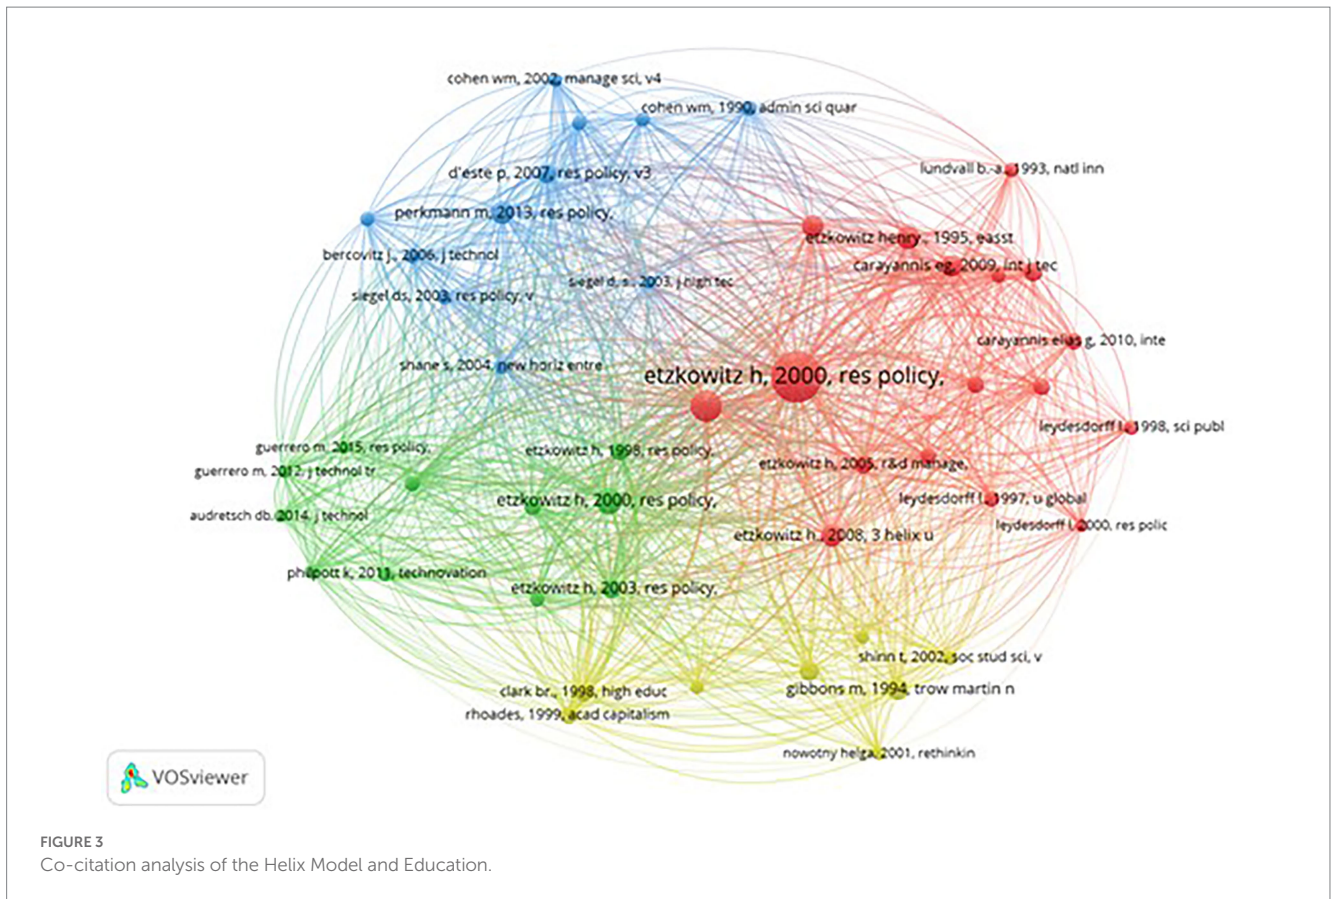 cohen wm, 2002, manage sci, v4
cohen wm, 1990, admin sci quar
lundvall b.-a., 1993, natl inn
d'este p, 2007, res policy, v3
perkmann m, 2013, res policy,
etzkowitz henry., 1995, easst
bercovitz j., 2006, j technol
carayannis eg, 2009, int j tec
siegel d. s., 2003, j high tec
siegel ds, 2003, res policy, v
carayannis elias g, 2010, inte
shane s, 2004, new horiz entre
etzkowitz h, 2000, res policy,
leydesdorff l., 1998, sci publ
guerrero m, 2015, res policy,
etzkowitz h, 1998, res policy,
etzkowitz h, 2005, r&d manage,
guerrero m, 2012, j technol tr
etzkowitz h, 2000, res policy,
leydesdorff l., 1997, u global
audretsch db, 2014, j technol
leydesdorff l, 2000, res polic
etzkowitz h., 2008, 3 helix u
philpott k, 2011, technovation
etzkowitz h, 2003, res policy,
shinn t, 2002, soc stud sci, v
clark br., 1998, high educ
gibbons m, 1994, trow martin n
rhoades, 1999, acad capitalism
nowotny helga, 2001, rethinkin
VOSviewer
FIGURE 3
Co-citation analysis of the Helix Model and Education.